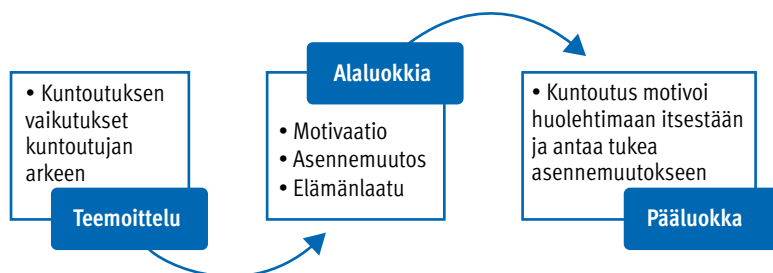 • Kuntoutuksen
vaikutukset
kuntoutujan
arkeen
Teemoittelu
Alaluokkia
• Motivaatio
• Asennemuutos
• Elämänlaatu
• Kuntoutus motivoi
huolehtimaan itsestään
ja antaa tukea
asennemuutokseen
Pääluokka